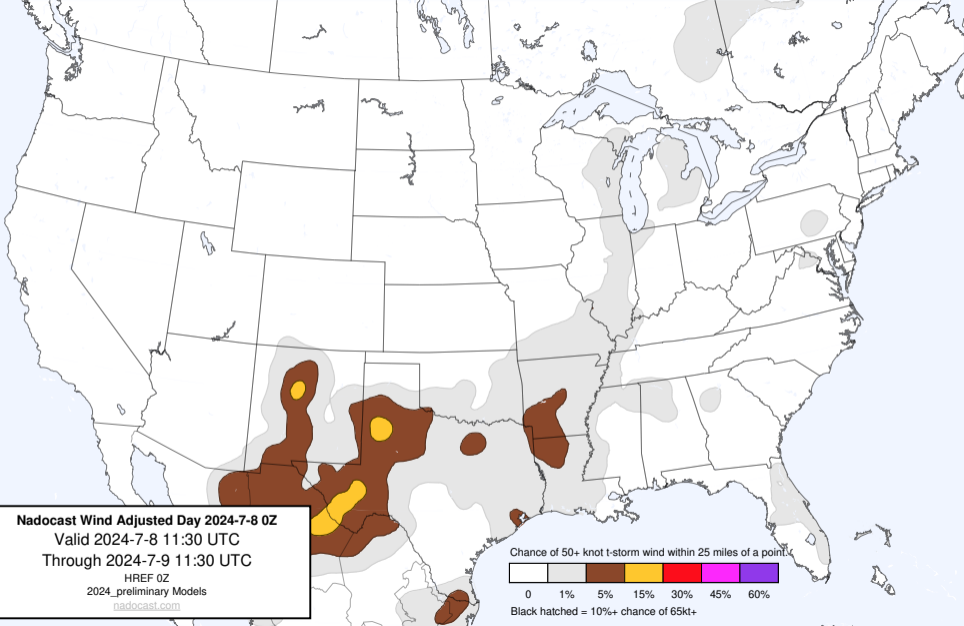 Nadocast Wind Adjusted Day 2024-7-8 0Z
Valid 2024-7-8 11:30 UTC
Through 2024-7-9 11:30 UTC
HREF 0Z
2024_preliminary Models
nadocast.com
Chance of 50+ knot t-storm wind within 25 miles of a point.
0 1% 5% 15% 30% 45% 60%
Black hatched = 10%+ chance of 65kt+